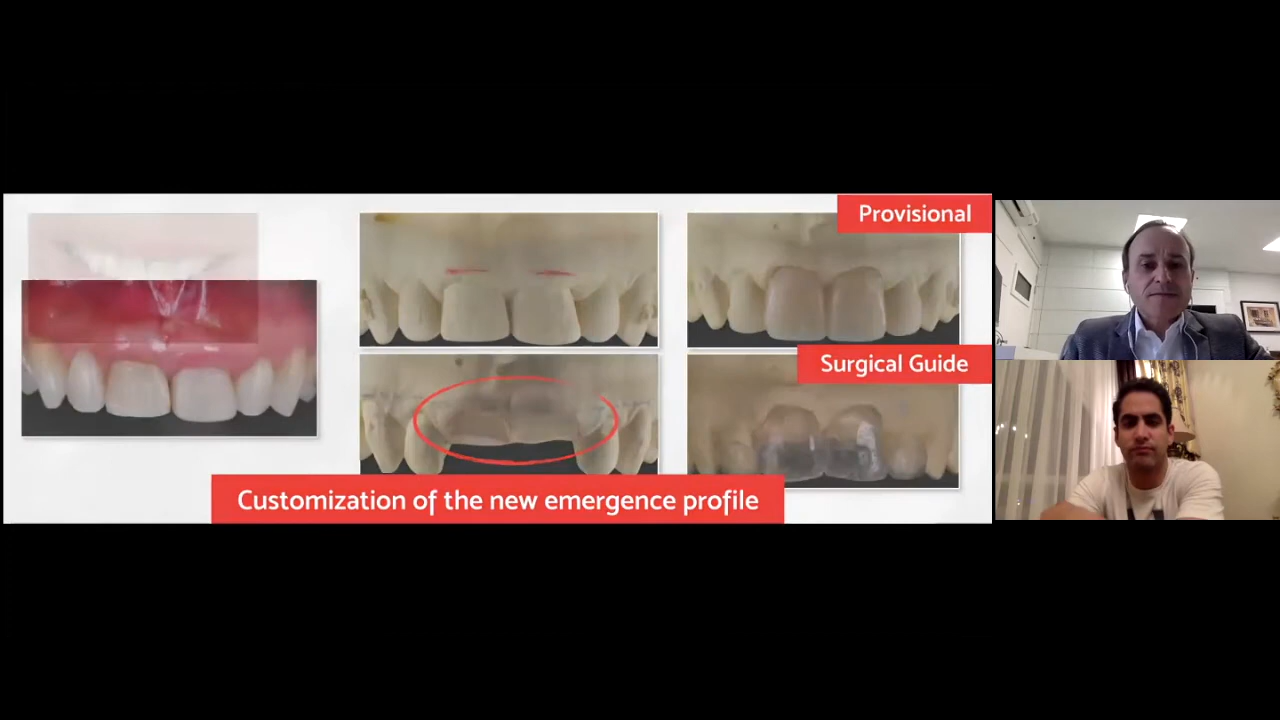 Provisional
Surgical Guide
Customization of the new emergence profile